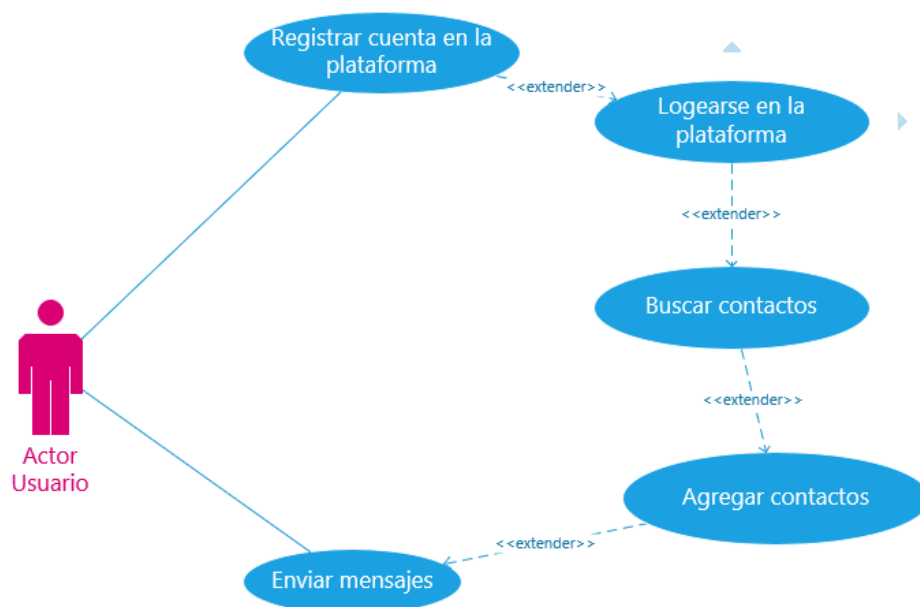 Registrar cuenta en la
plataforma
<<extender>>
Logearse en la
plataforma
<<extender>>
Buscar contactos
<<extender>>
Agregar contactos
<<extender>>
Enviar mensajes
Actor
Usuario